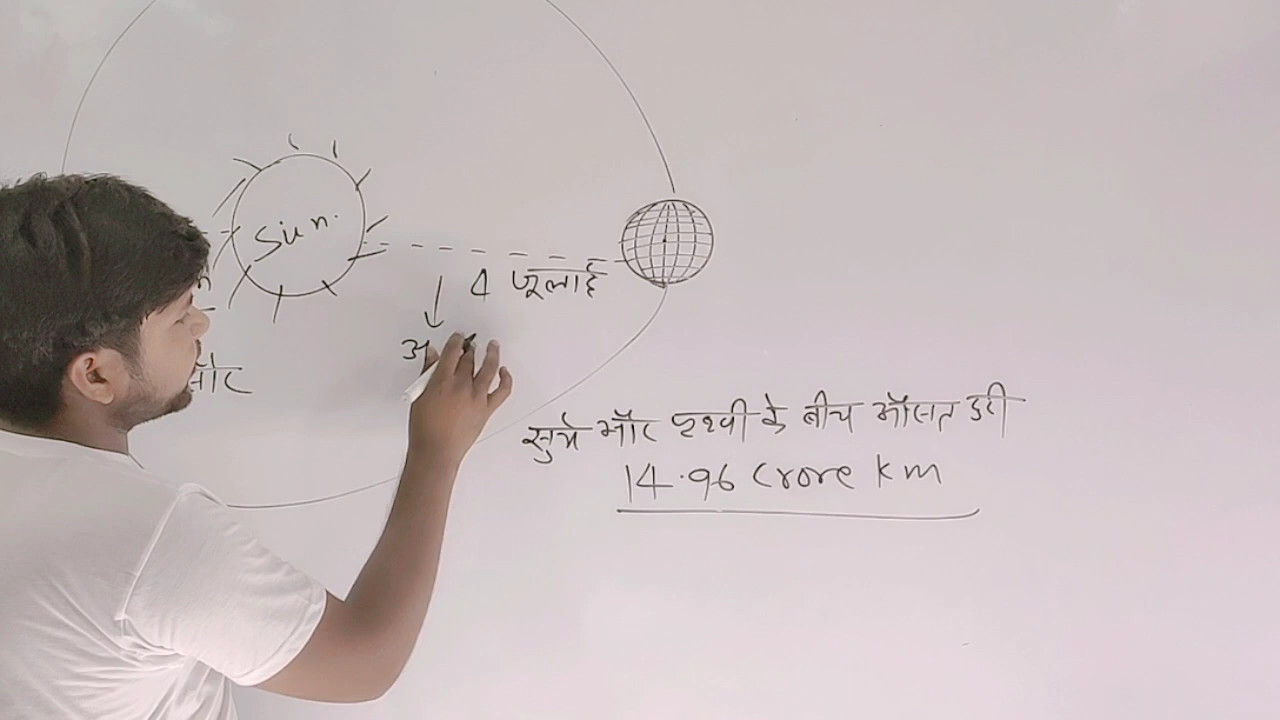 Sun.
4 जूलाई
सुर्य और पृथ्वी के बीच औसत दुरी
14.96 Crore km